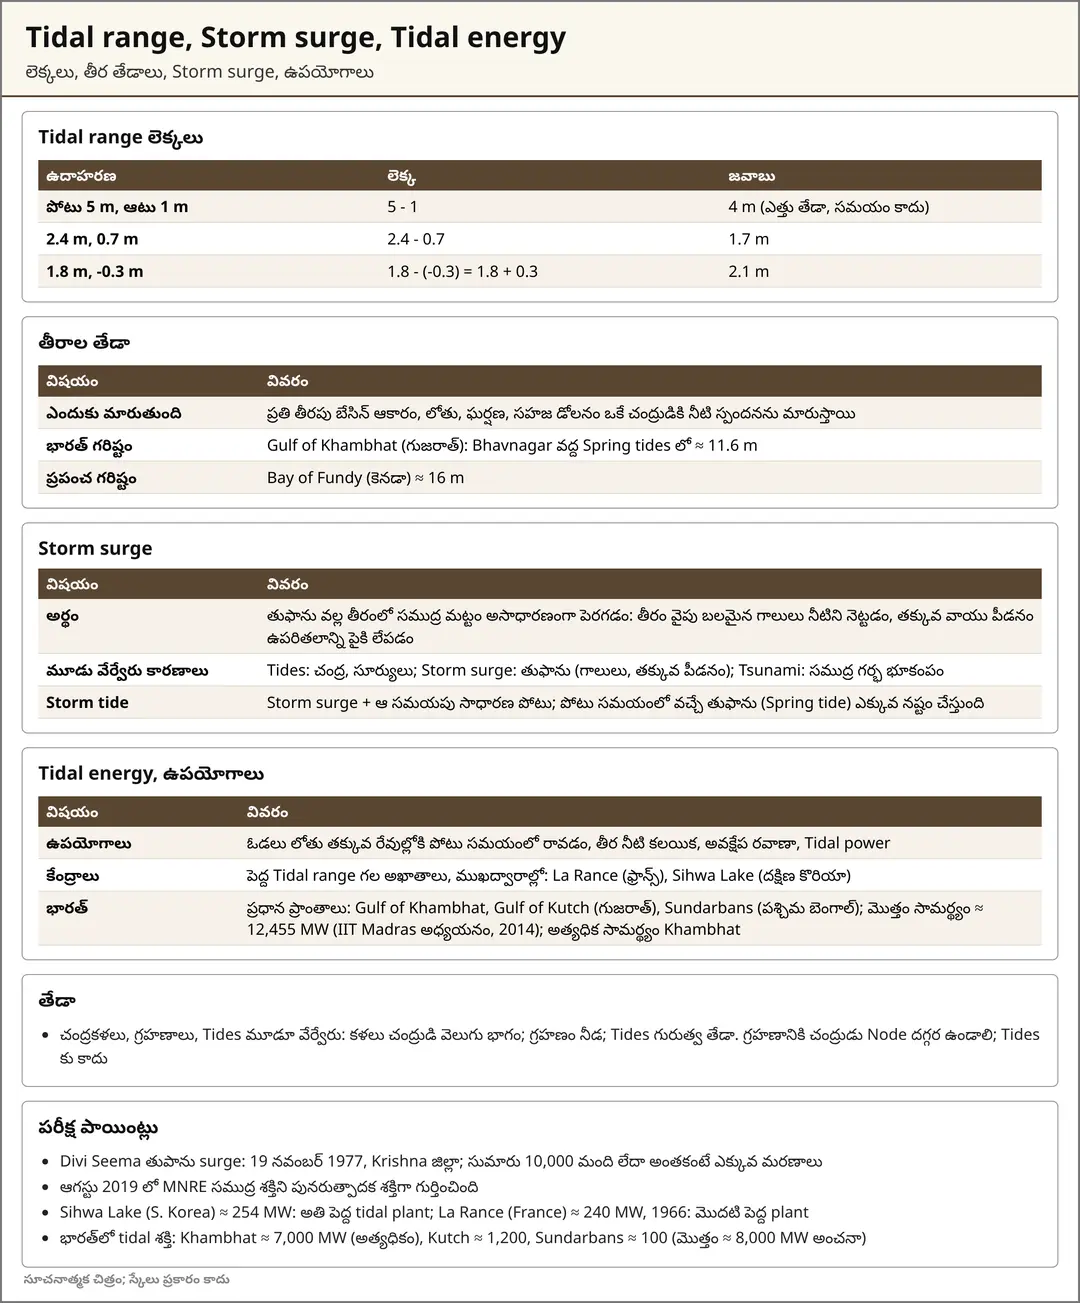 Tidal range, Storm surge, Tidal energy
లెక్కలు, తీర తేడాలు, Storm surge, ఉపయోగాలు
Tidal range లెక్కలు
ఉదాహరణ లెక్క జవాబు
పోటు 5 m, ఆటు 1 m 5 - 1 4 m (ఎత్తు తేడా, సమయం కాదు)
2.4 m, 0.7 m 2.4 - 0.7 1.7 m
1.8 m, -0.3 m 1.8 - (-0.3) = 1.8 + 0.3 2.1 m
తీరాల తేడా
విషయం వివరం
ఎందుకు మారుతుంది ప్రతి తీరపు బేసిన్ ఆకారం, లోతు, ఘర్షణ, సహజ డోలనం ఒకే చంద్రుడికి నీటి స్పందనను మారుస్తాయి
భారత్ గరిష్టం Gulf of Khambhat (గుజరాత్): Bhavnagar వద్ద Spring tides లో ≈ 11.6 m
ప్రపంచ గరిష్టం Bay of Fundy (కెనడా) ≈ 16 m
Storm surge
విషయం వివరం
అర్థం తుఫాను వల్ల తీరంలో సముద్ర మట్టం అసాధారణంగా పెరగడం: తీరం వైపు బలమైన గాలులు నీటిని నెట్టడం, తక్కువ వాయు పీడనం
ఉపరితలాన్ని పైకి లేపడం
మూడు వేర్వేరు కారణాలు Tides: చంద్ర, సూర్యులు; Storm surge: తుఫాను (గాలులు, తక్కువ పీడనం); Tsunami: సముద్ర గర్భ భూకంపం
Storm tide Storm surge + ఆ సమయపు సాధారణ పోటు; పోటు సమయంలో వచ్చే తుఫాను (Spring tide) ఎక్కువ నష్టం చేస్తుంది
Tidal energy, ఉపయోగాలు
విషయం వివరం
ఉపయోగాలు ఓడలు లోతు తక్కువ రేవుల్లోకి పోటు సమయంలో రావడం, తీర నీటి కలయిక, అవక్షేప రవాణా, Tidal power
కేంద్రాలు పెద్ద Tidal range గల అఖాతాలు, ముఖద్వారాల్లో: La Rance (ఫ్రాన్స్), Sihwa Lake (దక్షిణ కొరియా)
భారత్ ప్రధాన ప్రాంతాలు: Gulf of Khambhat, Gulf of Kutch (గుజరాత్), Sundarbans (పశ్చిమ బెంగాల్); మొత్తం సామర్థ్యం ≈
12,455 MW (IIT Madras అధ్యయనం, 2014); అత్యధిక సామర్థ్యం Khambhat
తేడా
• చంద్రకళలు, గ్రహణాలు, Tides మూడూ వేర్వేరు: కళలు చంద్రుడి వెలుగు భాగం; గ్రహణం నీడ; Tides గురుత్వ తేడా. గ్రహణానికి చంద్రుడు Node దగ్గర ఉండాలి; Tides
కు కాదు
పరీక్ష పాయింట్లు
• Divi Seema తుపాను surge: 19 నవంబర్ 1977, Krishna జిల్లా; సుమారు 10,000 మంది లేదా అంతకంటే ఎక్కువ మరణాలు
• ఆగస్టు 2019 లో MNRE సముద్ర శక్తిని పునరుత్పాదక శక్తిగా గుర్తించింది
• Sihwa Lake (S. Korea) ≈ 254 MW: అతి పెద్ద tidal plant; La Rance (France) ≈ 240 MW, 1966: మొదటి పెద్ద plant
• భారత్‌లో tidal శక్తి: Khambhat ≈ 7,000 MW (అత్యధికం), Kutch ≈ 1,200, Sundarbans ≈ 100 (మొత్తం ≈ 8,000 MW అంచనా)
సూచనాత్మక చిత్రం; స్కేలు ప్రకారం కాదు